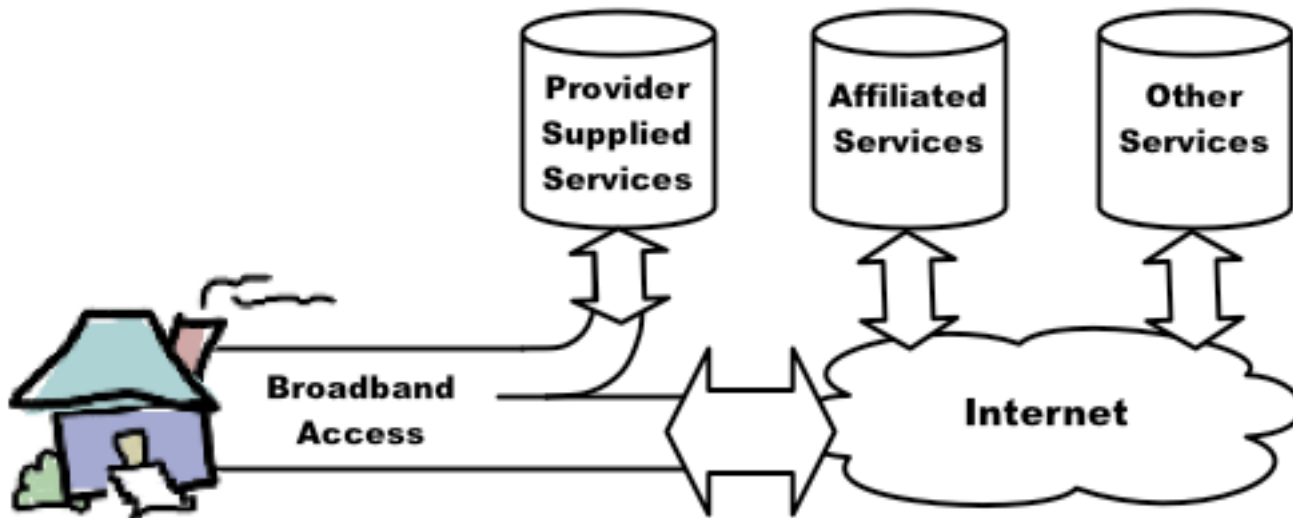 Provider
Supplied
Services
Affiliated
Services
Other
Services
Broadband
Access
Internet